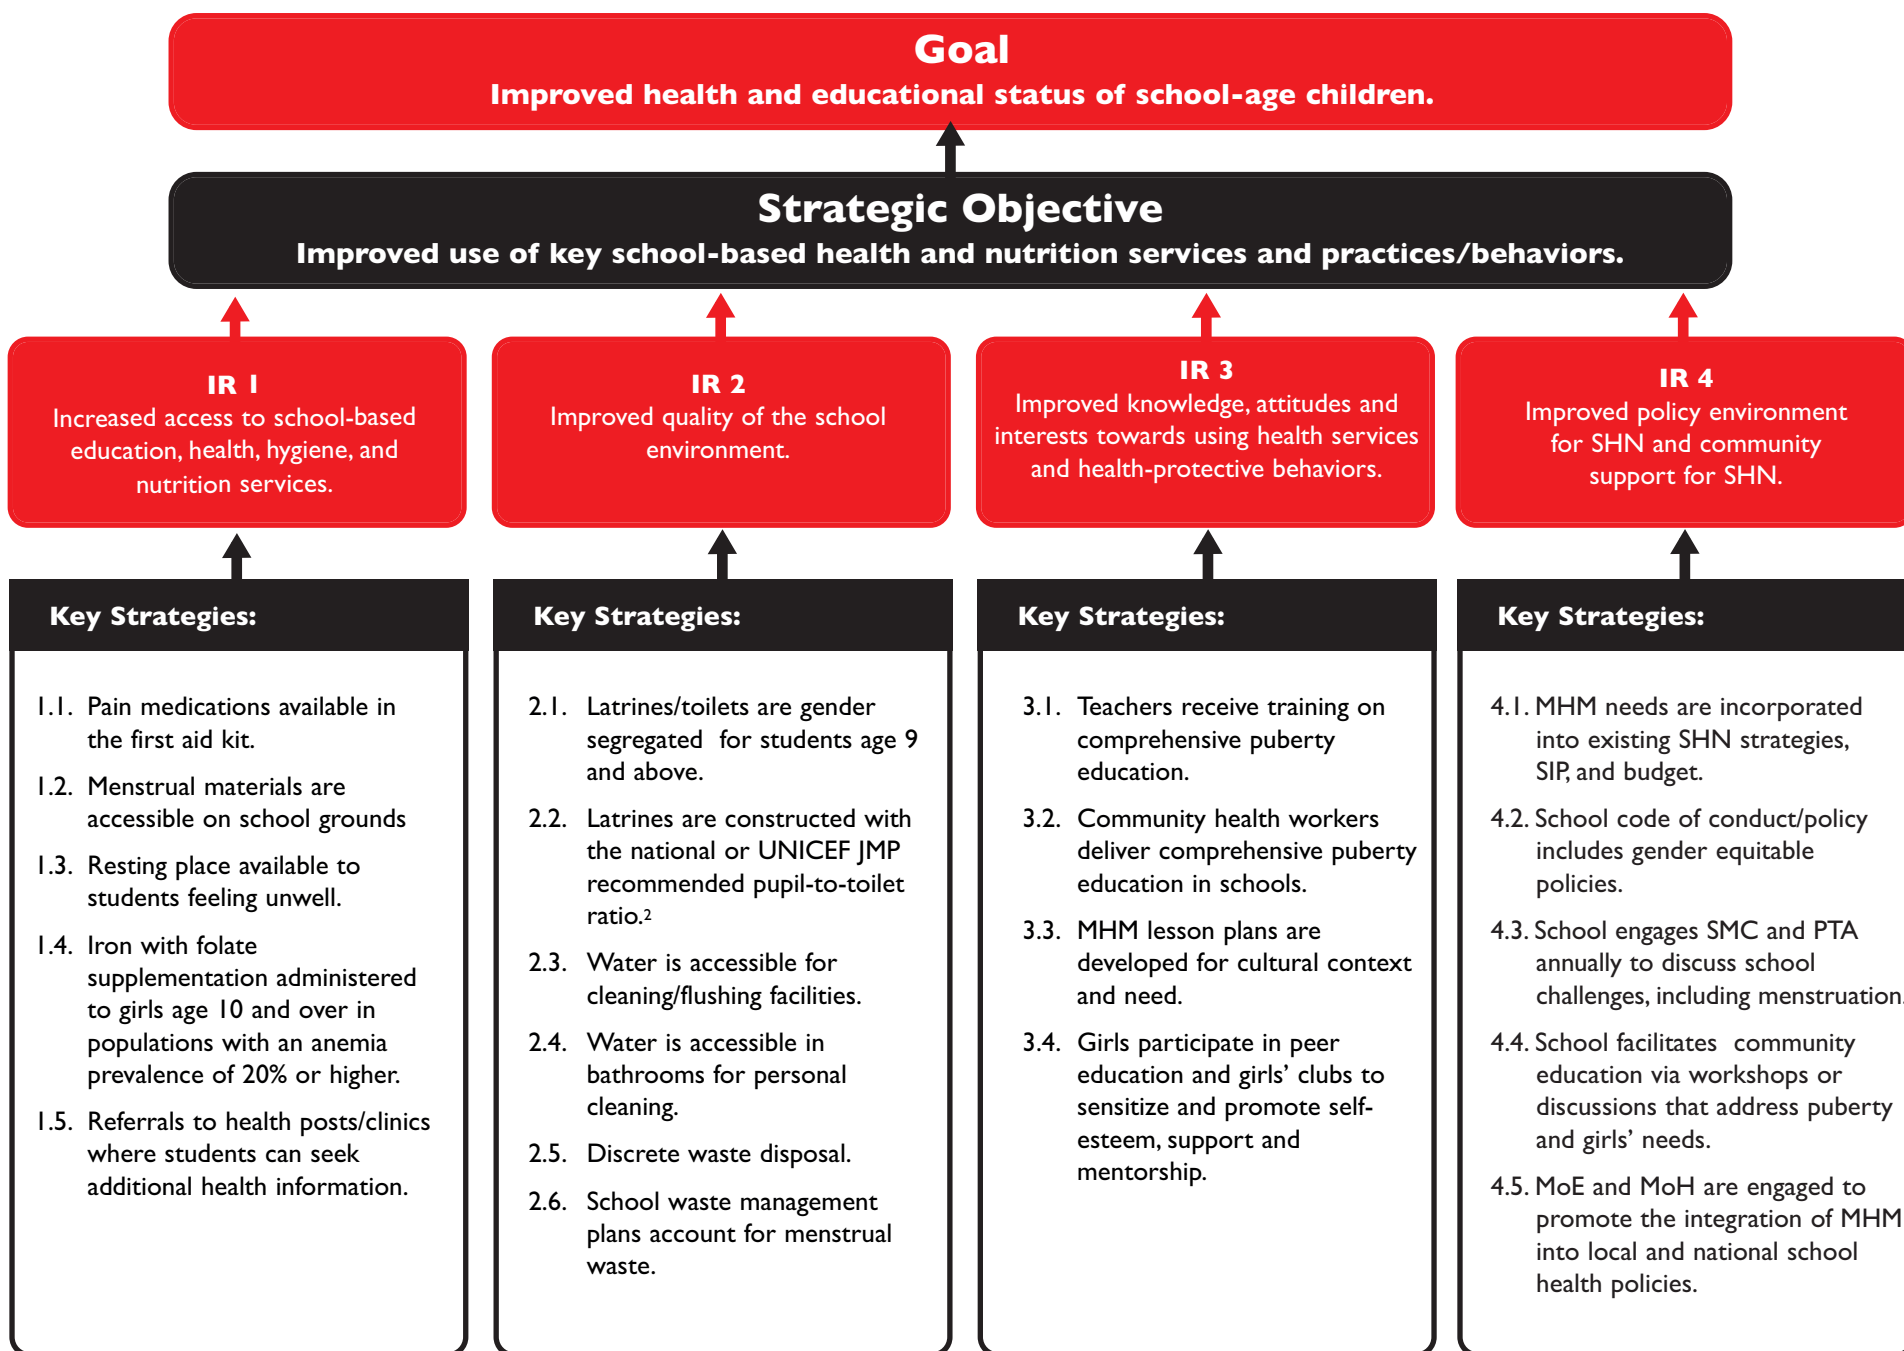 Goal
Improved health and educational status of school-age children.
Strategic Objective
Improved use of key school-based health and nutrition services and practices/behaviors.
IR 1
Increased access to school-based
education, health, hygiene, and
nutrition services.
IR 2
Improved quality of the school
environment.
IR 3
Improved knowledge, attitudes and
interests towards using health services
and health-protective behaviors.
IR 4
Improved policy environment
for SHN and community
support for SHN.
Key Strategies:
1.1. Pain medications available in
the first aid kit.
1.2. Menstrual materials are
accessible on school grounds
1.3. Resting place available to
students feeling unwell.
1.4. Iron with folate
supplementation administered
to girls age 10 and over in
populations with an anemia
prevalence of 20% or higher.
1.5. Referrals to health posts/clinics
where students can seek
additional health information.
Key Strategies:
2.1. Latrines/toilets are gender
segregated for students age 9
and above.
2.2. Latrines are constructed with
the national or UNICEF JMP
recommended pupil-to-toilet
ratio.2
2.3. Water is accessible for
cleaning/flushing facilities.
2.4. Water is accessible in
bathrooms for personal
cleaning.
2.5. Discrete waste disposal.
2.6. School waste management
plans account for menstrual
waste.
Key Strategies:
3.1. Teachers receive training on
comprehensive puberty
education.
3.2. Community health workers
deliver comprehensive puberty
education in schools.
3.3. MHM lesson plans are
developed for cultural context
and need.
3.4. Girls participate in peer
education and girls’ clubs to
sensitize and promote self-
esteem, support and
mentorship.
Key Strategies:
4.1. MHM needs are incorporated
into existing SHN strategies,
SIP, and budget.
4.2. School code of conduct/policy
includes gender equitable
policies.
4.3. School engages SMC and PTA
annually to discuss school
challenges, including menstruation.
4.4. School facilitates community
education via workshops or
discussions that address puberty
and girls’ needs.
4.5. MoE and MoH are engaged to
promote the integration of MHM
into local and national school
health policies.